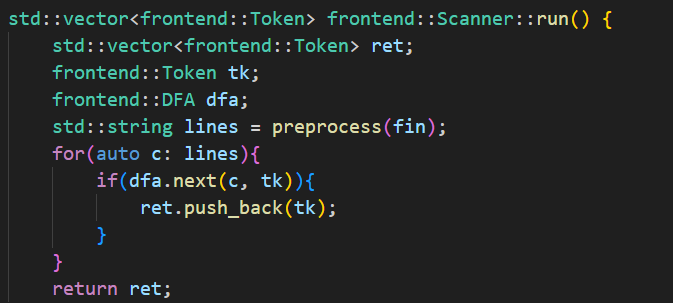 std::vector<frontend::Token> frontend::Scanner::run() {
    std::vector<frontend::Token> ret;
    frontend::Token tk;
    frontend::DFA dfa;
    std::string lines = preprocess(fin);
    for(auto c: lines){
        if(dfa.next(c, tk)){
            ret.push_back(tk);
        }
    }
    return ret;